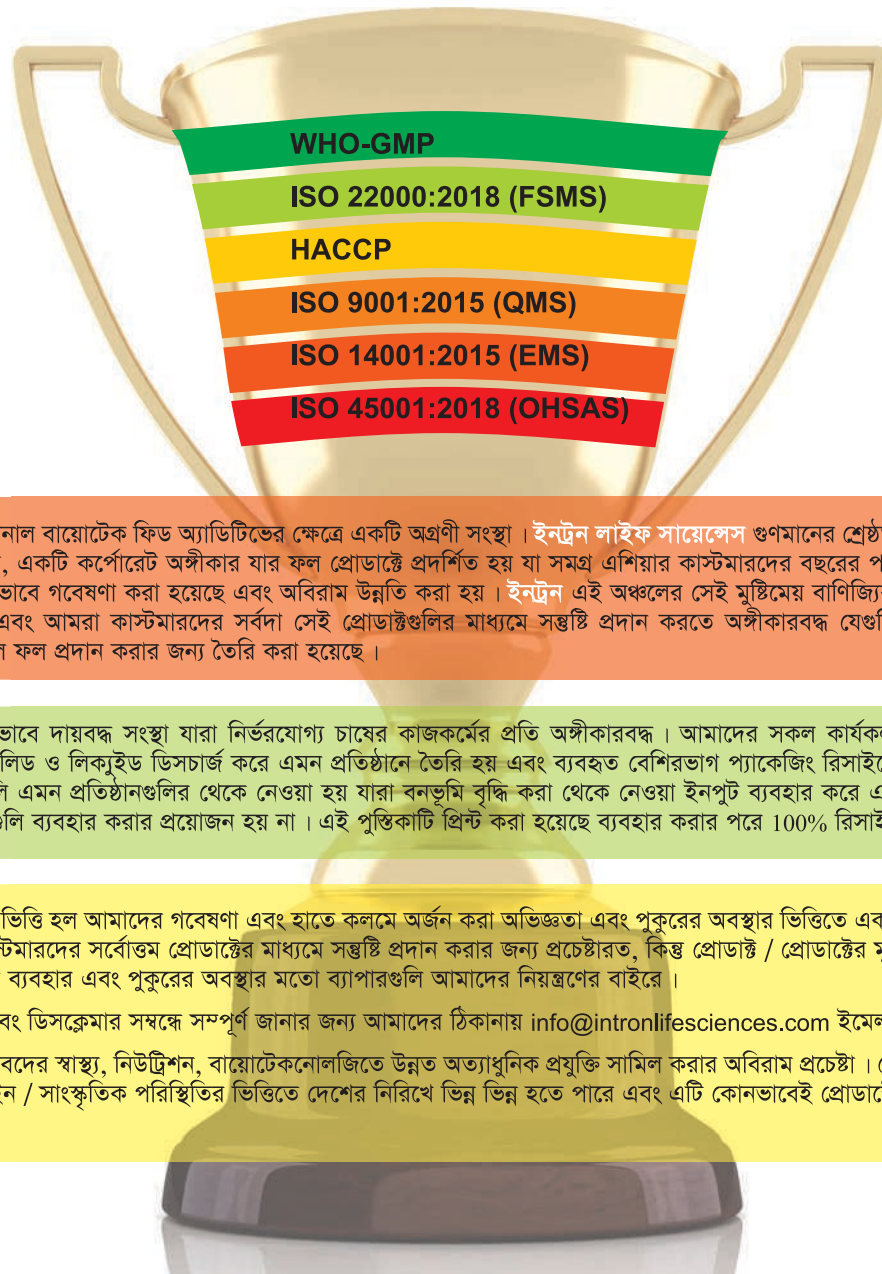 WHO-GMP
ISO 22000:2018 (FSMS)
HACCP
ISO 9001:2015 (QMS)
ISO 14001:2015 (EMS)
ISO 45001:2018 (OHSAS)
নাল বায়োটেক ফিড অ্যাডিটিভের ক্ষেত্রে একটি অগ্রণী সংস্থা । ইনট্রন লাইফ সায়েন্সেস গুণমানের শ্রেষ্ঠ
, একটি কর্পোরেট অঙ্গীকার যার ফল প্রোডাক্টে প্রদর্শিত হয় যা সমগ্র এশিয়ার কাস্টমারদের বছরের প
ভাবে গবেষণা করা হয়েছে এবং অবিরাম উন্নতি করা হয় । ইনট্রন এই অঞ্চলের সেই মুষ্টিমেয় বাণিজ্যি
এবং আমরা কাস্টমারদের সর্বদা সেই প্রোডাক্টগুলির মাধ্যমে সন্তুষ্টি প্রদান করতে অঙ্গীকারবদ্ধ যেগু
ল ফল প্রদান করার জন্য তৈরি করা হয়েছে ।
ভাবে দায়বদ্ধ সংস্থা যারা নির্ভরযোগ্য চাষের কাজকর্মের প্রতি অঙ্গীকারবদ্ধ । আমাদের সকল কার্যকল
লিড ও লিক্যুইড ডিসচার্জ করে এমন প্রতিষ্ঠানে তৈরি হয় এবং ব্যবহৃত বেশিরভাগ প্যাকেজিং রিসাইে
ি এমন প্রতিষ্ঠানগুলির থেকে নেওয়া হয় যারা বনভূমি বৃদ্ধি করা থেকে নেওয়া ইনপুট ব্যবহার করে এ
গুলি ব্যবহার করার প্রয়োজন হয় না । এই পুস্তিকাটি প্রিন্ট করা হয়েছে ব্যবহার করার পরে 100% রিসাই
ভিত্তি হল আমাদের গবেষণা এবং হাতে কলমে অর্জন করা অভিজ্ঞতা এবং পুকুরের অবস্থার ভিত্তিতে এব
স্টমারদের সর্বোত্তম প্রোডাক্টের মাধ্যমে সন্তুষ্টি প্রদান করার জন্য প্রচেষ্টারত, কিন্তু প্রোডাক্ট / প্রোডাক্টের ম
ব্যবহার এবং পুকুরের অবস্থার মতো ব্যাপারগুলি আমাদের নিয়ন্ত্রণের বাইরে ।
বং ডিসক্লেমার সম্বন্ধে সম্পূর্ণ জানার জন্য আমাদের ঠিকানায় info@intronlifesciences.com ইমেল
বদের স্বাস্থ্য, নিউট্রিশন, বায়োটেকনোলজিতে উন্নত অত্যাধুনিক প্রযুক্তি সামিল করার অবিরাম প্রচেষ্টা ।
ইন / সাংস্কৃতিক পরিস্থিতির ভিত্তিতে দেশের নিরিখে ভিন্ন ভিন্ন হতে পারে এবং এটি কোনভাবেই প্রোডাক্টে